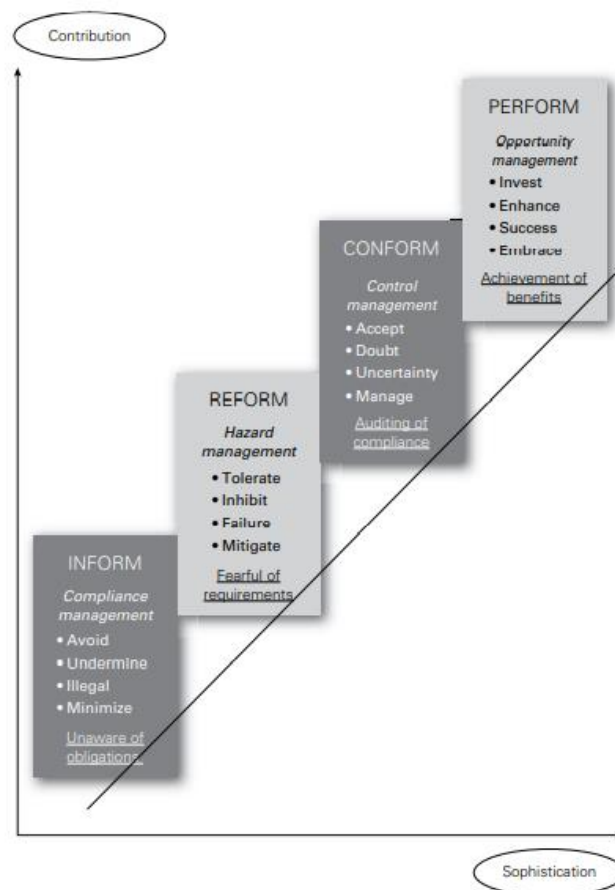 Contribution
PERFORM
Opportunity
management
• Invest
• Enhance
• Success
• Embrace
Achievement of
benefits
CONFORM
Control
management
• Accept
• Doubt
• Uncertainty
• Manage
Auditing of
compliance
REFORM
Hazard
management
• Tolerate
• Inhibit
• Failure
• Mitigate
Fearful of
requirements
INFORM
Compliance
management
• Avoid
• Undermine
• Illegal
• Minimize
Unaware of
obligations
Sophistication